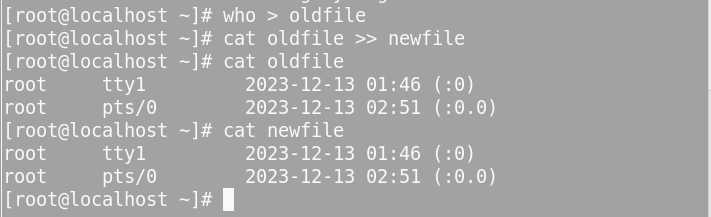 [root@localhost ~]# who > oldfile
[root@localhost ~]# cat oldfile >> newfile
[root@localhost ~]# cat oldfile
root     tty1         2023-12-13 01:46 (:0)
root     pts/0        2023-12-13 02:51 (:0.0)
[root@localhost ~]# cat newfile
root     tty1         2023-12-13 01:46 (:0)
root     pts/0        2023-12-13 02:51 (:0.0)
[root@localhost ~]#